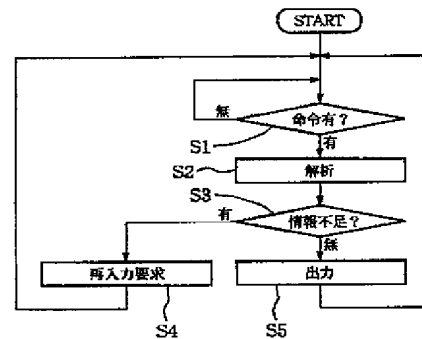 START
無
命令有？
S1
有
S2
解析
S3
有
情報不足？
無
再入力要求
出力
S4
S5